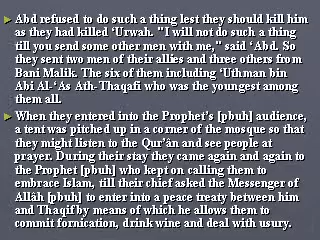 ► Abd refused to do such a thing lest they should kill him
as they had killed ‘Urwah. "I will not do such a thing
till you send some other men with me," said ‘Abd. So
they sent two men of their allies and three others from
Bani Malik. The six of them including ‘Uthman bin
Abi Al-‘As Ath-Thaqafi who was the youngest among
them all.
► When they entered into the Prophet’s [pbuh] audience,
a tent was pitched up in a corner of the mosque so that
they might listen to the Qur’ân and see people at
prayer. During their stay they came again and again to
the Prophet [pbuh] who kept on calling them to
embrace Islam, till their chief asked the Messenger of
Allâh [pbuh] to enter into a peace treaty between him
and Thaqif by means of which he allows them to
commit fornication, drink wine and deal with usury.